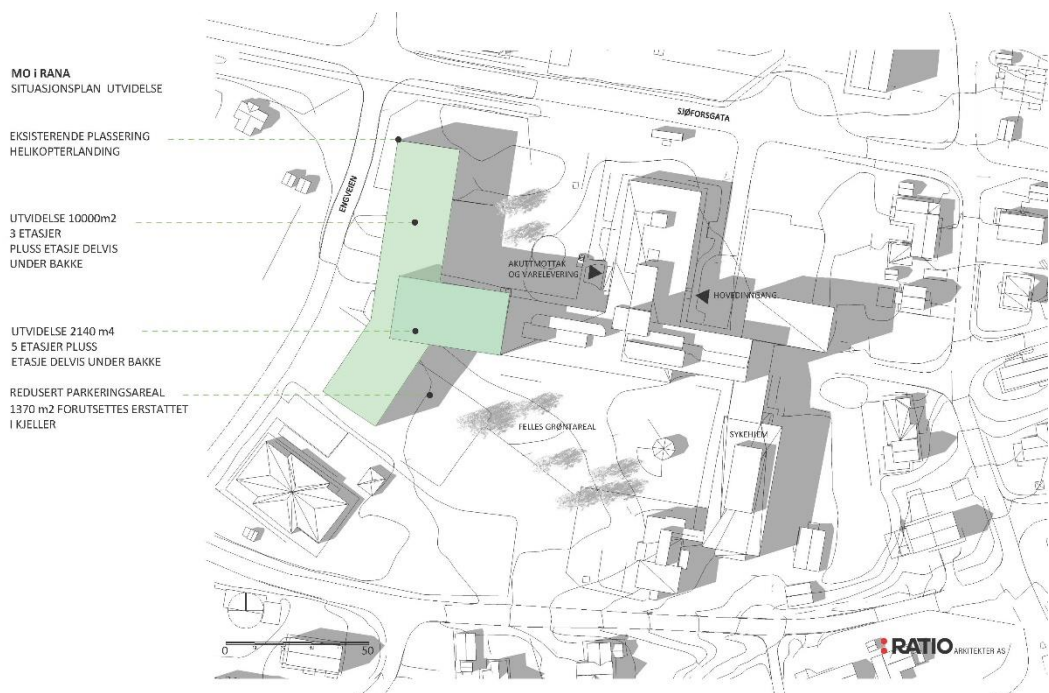 MO i RANA
SITUASJONSPLAN UTVIDELSE
EKSISTERENDE PLASSERING
HELIKOPTERLANDING
UTVIDELSE 10000m2
3 ETASJER
PLUSS ETASJE DELVIS
UNDER BAKKE
UTVIDELSE 2140 m4
5 ETASJER PLUSS
ETASJE DELVIS UNDER BAKKE
REDUSERT PARKERINGSAREAL
1370 m2 FORUTSETTES ERSTATTET
I KJELLER
ENGVEIEN
SJØFORSGATA
AKUTTMOTTAK
OG VARELEVERING
HOVEDINNGANG
FELLES GRØNTAREAL
SYKEHJEM
0
50
RATIO ARKITEKTER AS